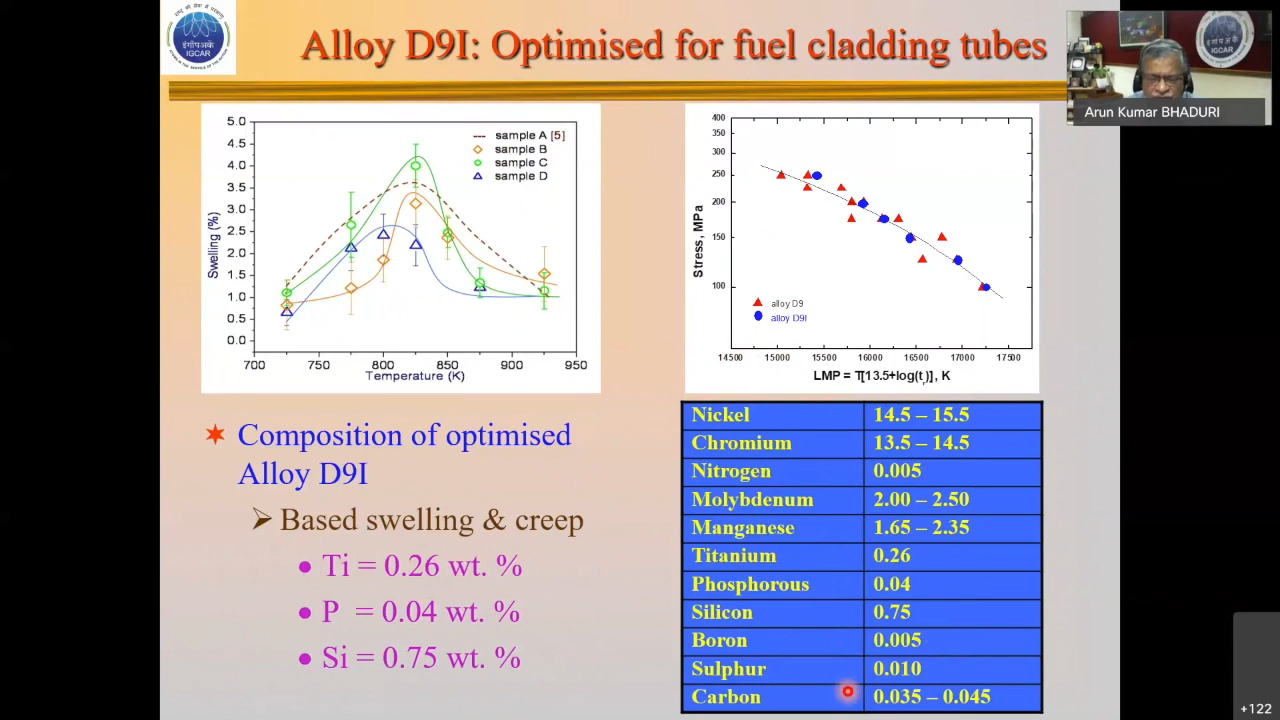 IGCAR
Alloy D9I: Optimised for fuel cladding tubes
IGCAR
Arun Kumar BHADURI
5.0
4.5
4.0
3.5
3.0
2.5
2.0
1.5
1.0
0.5
0.0
Swelling (%)
sample A [5]
sample B
sample C
sample D
700 750 800 850 900 950
Temperature (K)
400
350
300
250
200
150
100
Stress, MPa
alloy D9
alloy D9I
14500 15000 15500 16000 16500 17000 17500
LMP = T[13.5+log(tr)], K
Composition of optimised
Alloy D9I
Based swelling & creep
Ti = 0.26 wt. %
P = 0.04 wt. %
Si = 0.75 wt. %
Nickel 14.5 – 15.5
Chromium 13.5 – 14.5
Nitrogen 0.005
Molybdenum 2.00 – 2.50
Manganese 1.65 – 2.35
Titanium 0.26
Phosphorous 0.04
Silicon 0.75
Boron 0.005
Sulphur 0.010
Carbon 0.035 – 0.045
+122